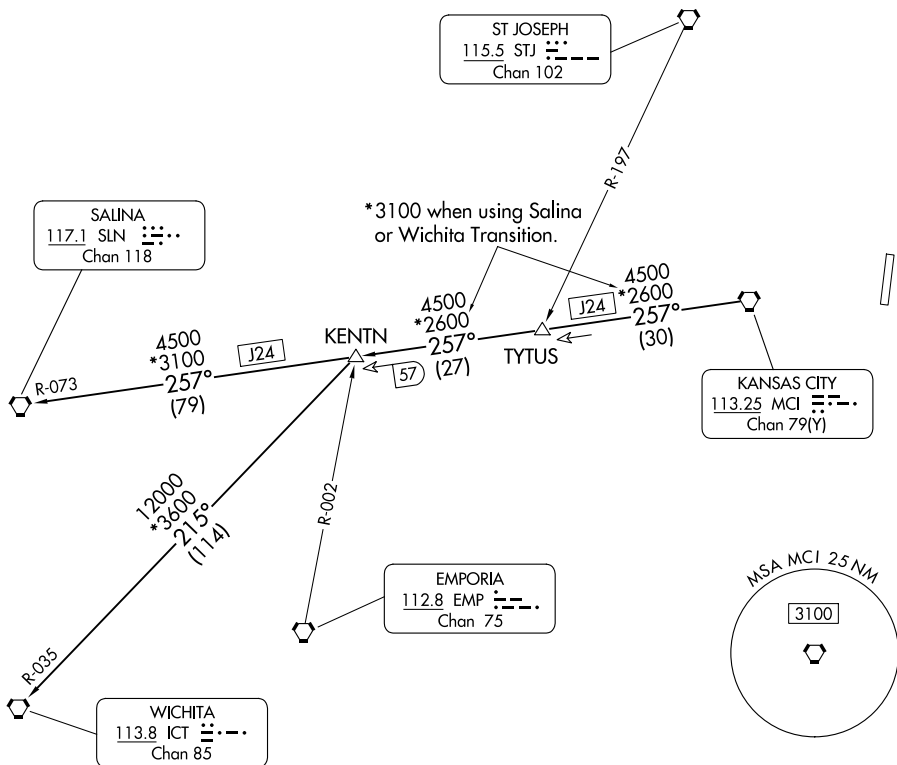 ST JOSEPH
115.5 STJ
Chan 102
R-197
*3100 when using Salina
or Wichita Transition.
SALINA
117.1 SLN
Chan 118
4500
*2600
257°
(30)
J24
TYTUS
4500
*2600
257°
(27)
57
KENTN
4500
*3100
257°
(79)
J24
R-073
KANSAS CITY
113.25 MCI
Chan 79(Y)
12000
*3600
215°
(114)
R-035
R-002
EMPORIA
112.8 EMP
Chan 75
WICHITA
113.8 ICT
Chan 85
MSA MCI 25 NM
3100